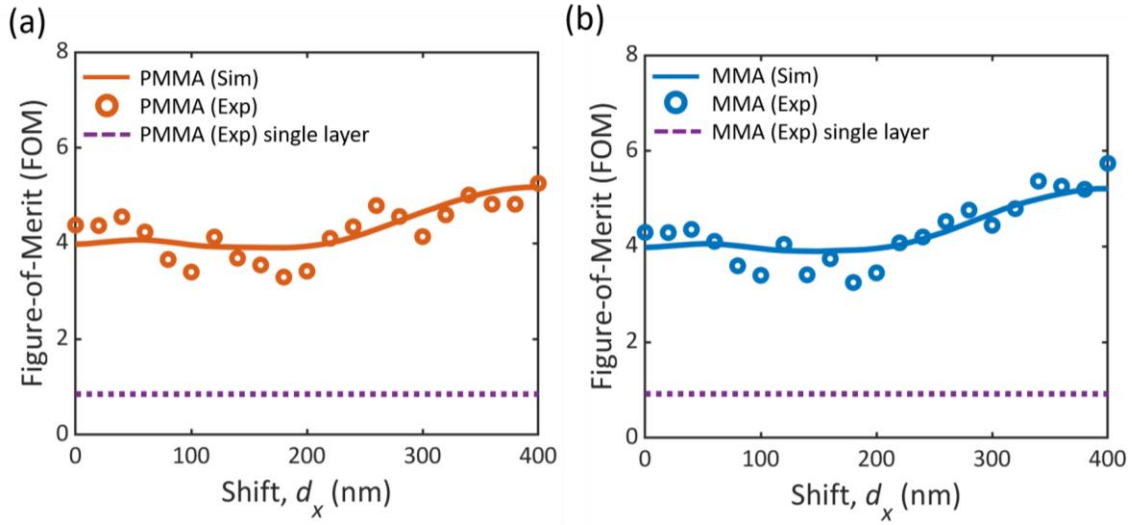 (a)
8
6
4
2
0
Figure-of-Merit (FOM)
PMMA (Sim)
PMMA (Exp)
PMMA (Exp) single layer
0 100 200 300 400
Shift, dx (nm)
(b)
8
6
4
2
0
Figure-of-Merit (FOM)
MMA (Sim)
MMA (Exp)
MMA (Exp) single layer
0 100 200 300 400
Shift, dx (nm)